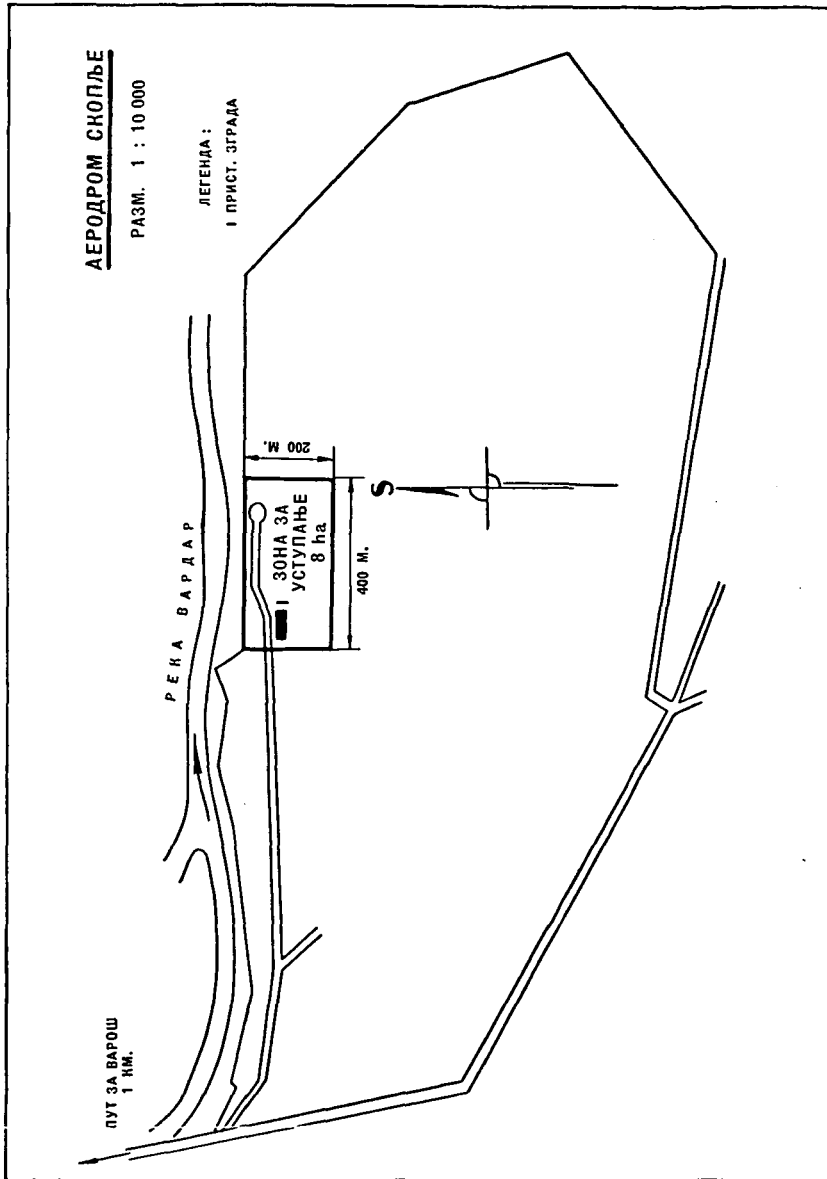 АЕРОДРОМ СКОПЉЕ
РАЗМ. 1 : 10 000
ЛЕГЕНДА :
I ПРИСТ. ЗГРАДА
РЕКА ВАРДАР
200 М.
S
I ЗОНА ЗА
УСТУПАЊЕ
8 ha
400 М.
ПУТ ЗА ВАРОШ
1 КМ.